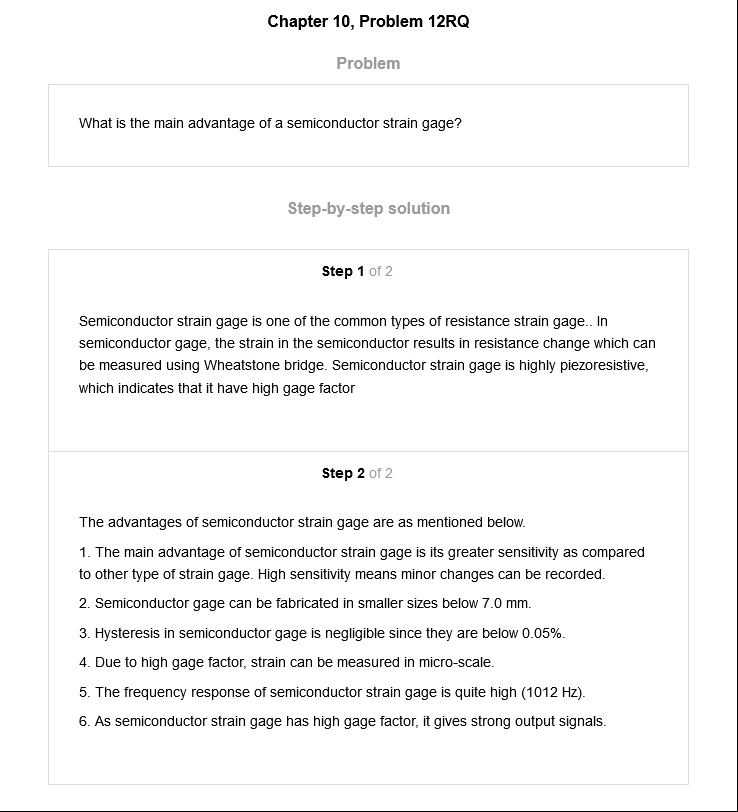 Chapter 10, Problem 12RQ
Problem
What is the main advantage of a semiconductor strain gage?
Step-by-step solution
Step 1 of 2
Semiconductor strain gage is one of the common types of resistance strain gage.. In
semiconductor gage, the strain in the semiconductor results in resistance change which can
be measured using Wheatstone bridge. Semiconductor strain gage is highly piezoresistive,
which indicates that it have high gage factor
Step 2 of 2
The advantages of semiconductor strain gage are as mentioned below.
1. The main advantage of semiconductor strain gage is its greater sensitivity as compared
to other type of strain gage. High sensitivity means minor changes can be recorded.
2. Semiconductor gage can be fabricated in smaller sizes below 7.0 mm.
3. Hysteresis in semiconductor gage is negligible since they are below 0.05%.
4. Due to high gage factor, strain can be measured in micro-scale.
5. The frequency response of semiconductor strain gage is quite high (1012 Hz).
6. As semiconductor strain gage has high gage factor, it gives strong output signals.